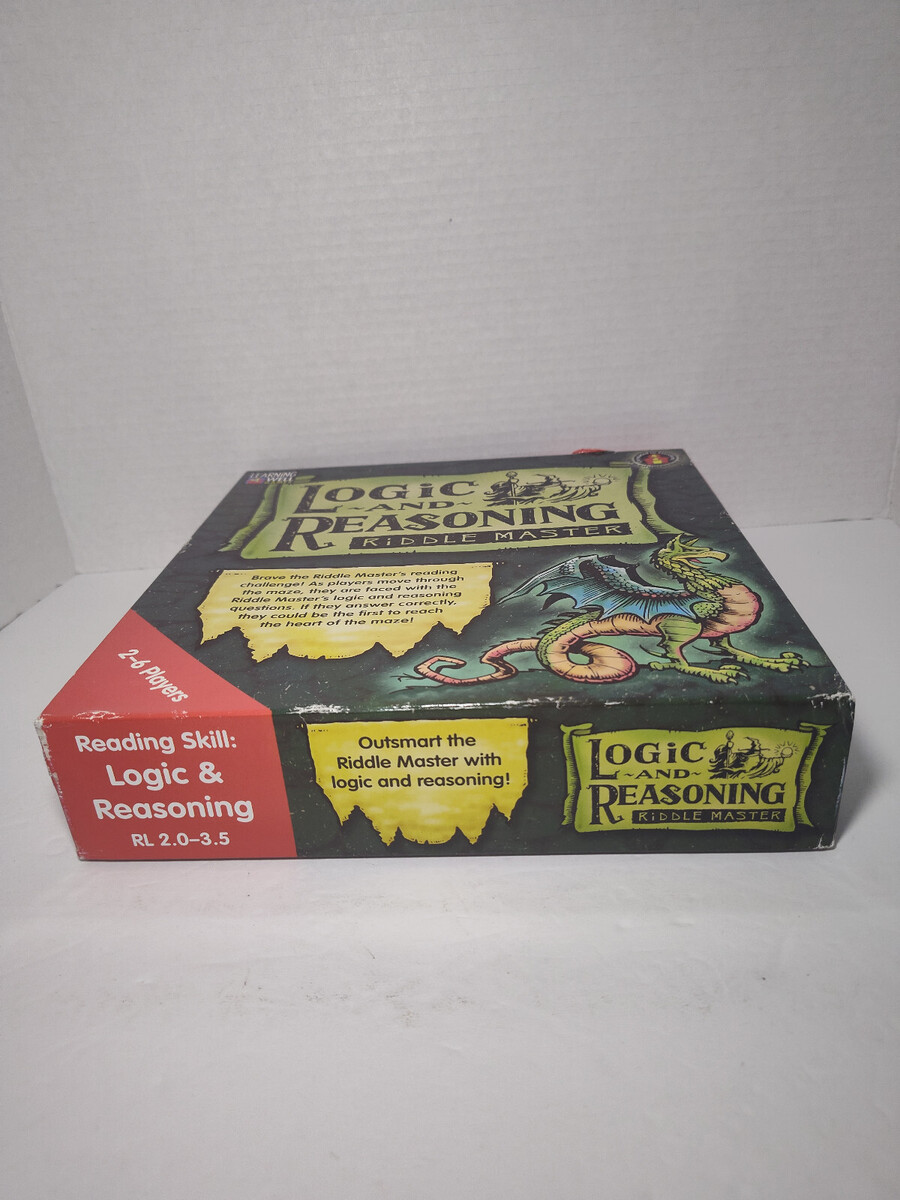 LEARNING
WELL
LOGiC
~AND~
REASONING
RiDDLE MASTER
Brave the Riddle Master's reading
challenge! As players move through
the maze, they are faced with the
Riddle Master's logic and reasoning
questions. If they answer correctly,
they could be the first to reach
the heart of the maze!
2–6 Players
Reading Skill:
Logic &
Reasoning
RL 2.0–3.5
Outsmart the
Riddle Master with
logic and reasoning!
LOGiC
~AND~
REASONING
RiDDLE MASTER